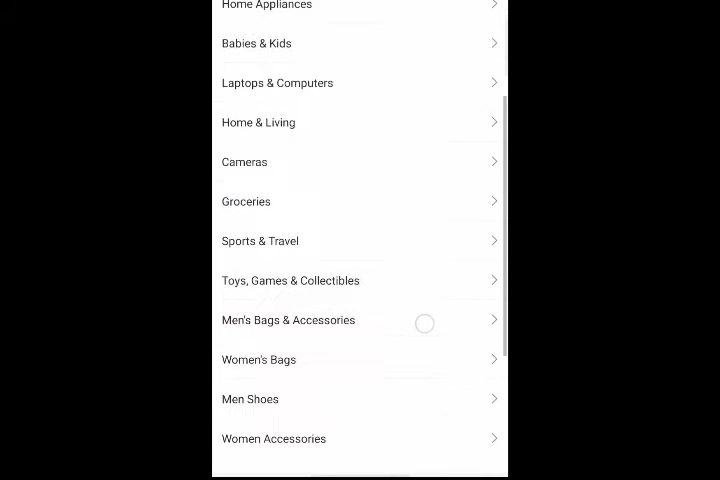 Home Appliances
Babies & Kids
Laptops & Computers
Home & Living
Cameras
Groceries
Sports & Travel
Toys, Games & Collectibles
Men's Bags & Accessories
Women's Bags
Men Shoes
Women Accessories